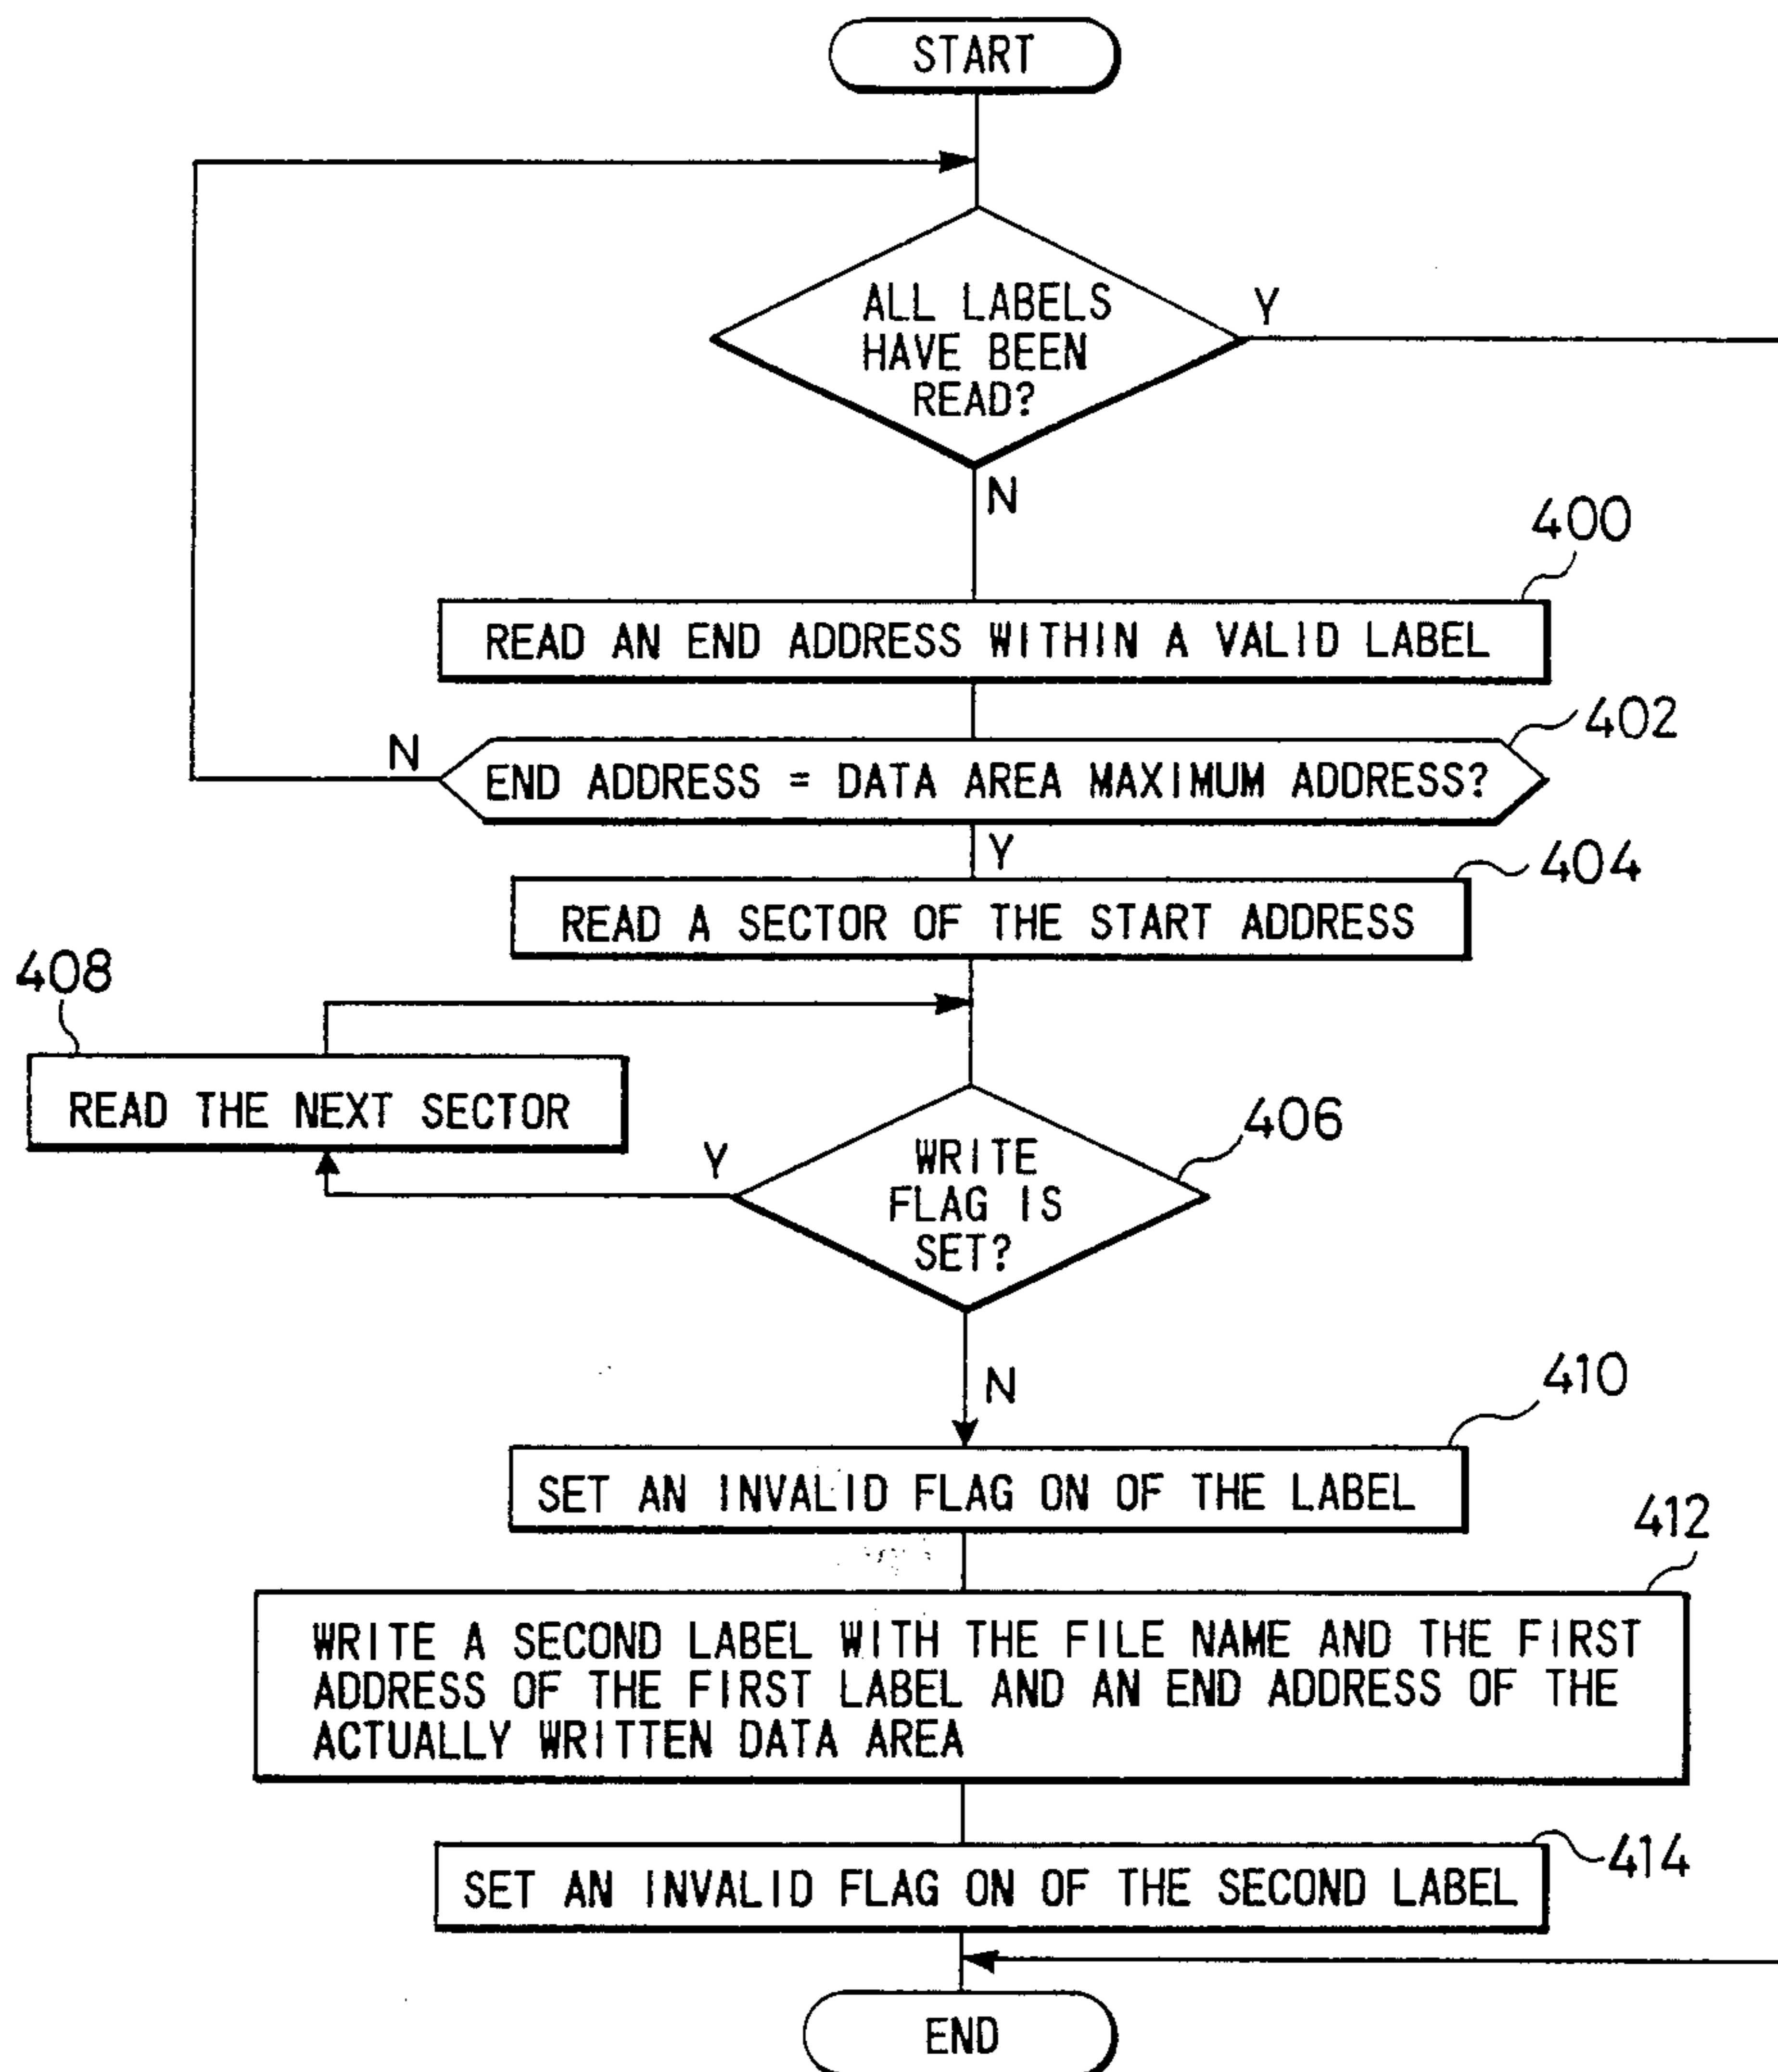 START
ALL LABELS
HAVE BEEN
READ?
Y
N
400
READ AN END ADDRESS WITHIN A VALID LABEL
402
N
END ADDRESS = DATA AREA MAXIMUM ADDRESS?
Y
404
READ A SECTOR OF THE START ADDRESS
408
READ THE NEXT SECTOR
406
Y
WRITE
FLAG IS
SET?
N
410
SET AN INVALID FLAG ON OF THE LABEL
412
WRITE A SECOND LABEL WITH THE FILE NAME AND THE FIRST
ADDRESS OF THE FIRST LABEL AND AN END ADDRESS OF THE
ACTUALLY WRITTEN DATA AREA
414
SET AN INVALID FLAG ON OF THE SECOND LABEL
END